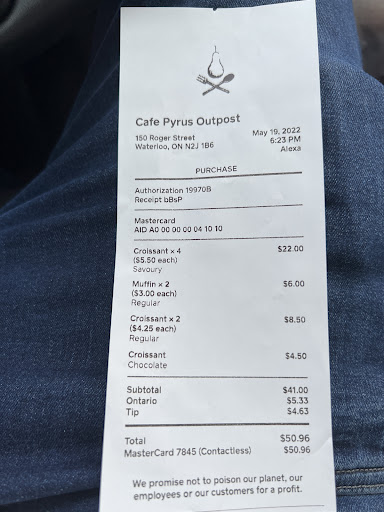 Cafe Pyrus Outpost
150 Roger Street
Waterloo, ON N2J 1B6
May 19, 2022
6:23 PM
Alexa
PURCHASE
Authorization 19970B
Receipt bBsP
Mastercard
AID A0 00 00 00 04 10 10
Croissant × 4 $22.00
($5.50 each)
Savoury
Muffin × 2 $6.00
($3.00 each)
Regular
Croissant × 2 $8.50
($4.25 each)
Regular
Croissant $4.50
Chocolate
Subtotal $41.00
Ontario $5.33
Tip $4.63
Total $50.96
MasterCard 7845 (Contactless) $50.96
We promise not to poison our planet, our
employees or our customers for a profit.